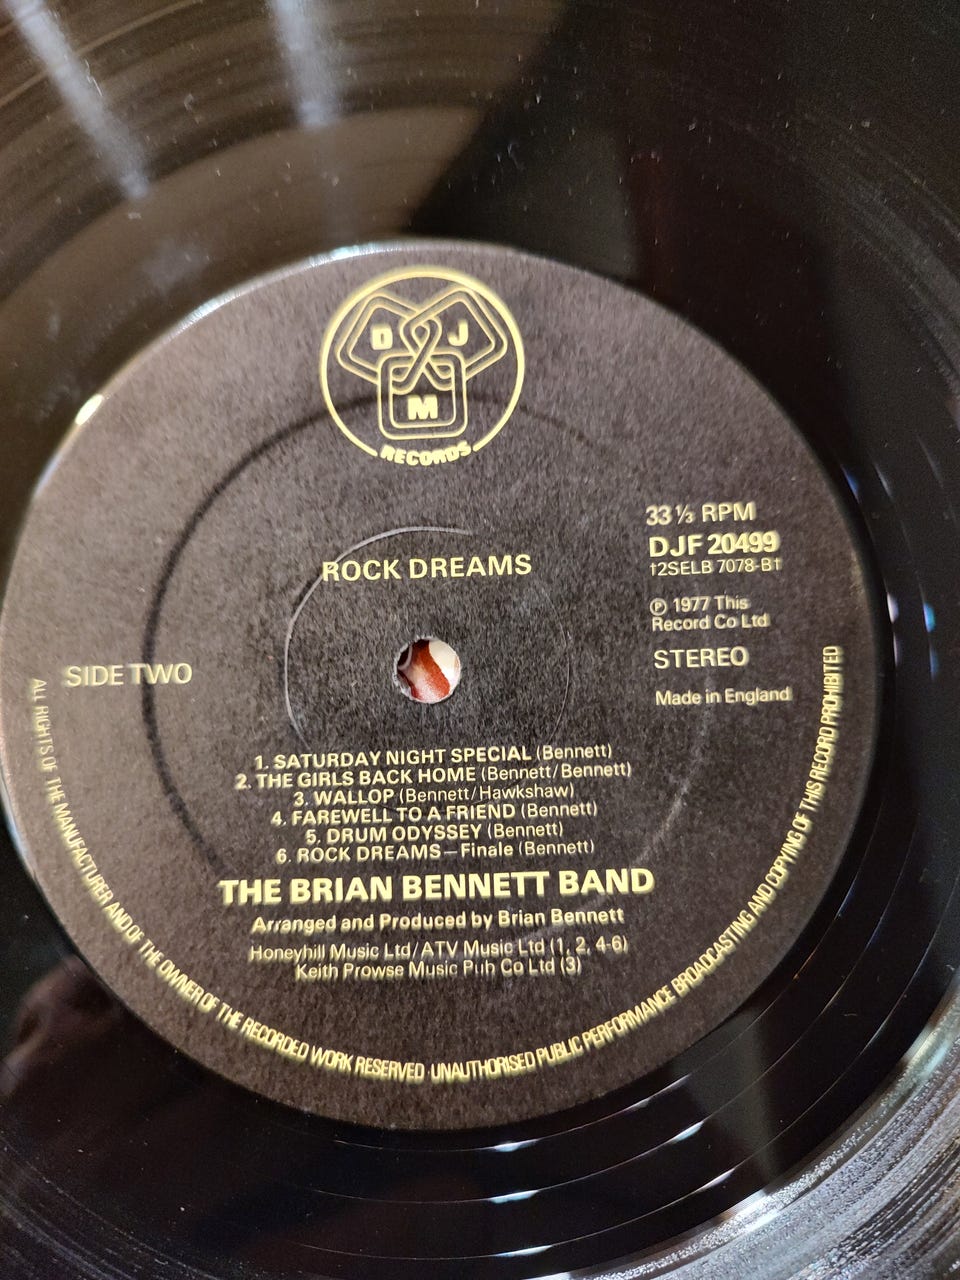 D J
M
RECORDS
33 ⅓ RPM
DJF 20499
†2SELB 7078-B†
ROCK DREAMS
℗ 1977 This
Record Co Ltd
SIDE TWO
STEREO
Made in England
1. SATURDAY NIGHT SPECIAL (Bennett)
2. THE GIRLS BACK HOME (Bennett/Bennett)
3. WALLOP (Bennett/Hawkshaw)
4. FAREWELL TO A FRIEND (Bennett)
5. DRUM ODYSSEY (Bennett)
6. ROCK DREAMS—Finale (Bennett)
THE BRIAN BENNETT BAND
Arranged and Produced by Brian Bennett
Honeyhill Music Ltd/ATV Music Ltd (1, 2, 4-6)
Keith Prowse Music Pub Co Ltd (3)
ALL RIGHTS OF THE MANUFACTURER AND OF THE OWNER OF THE RECORDED WORK RESERVED UNAUTHORISED PUBLIC PERFORMANCE BROADCASTING AND COPYING OF THIS RECORD PROHIBITED